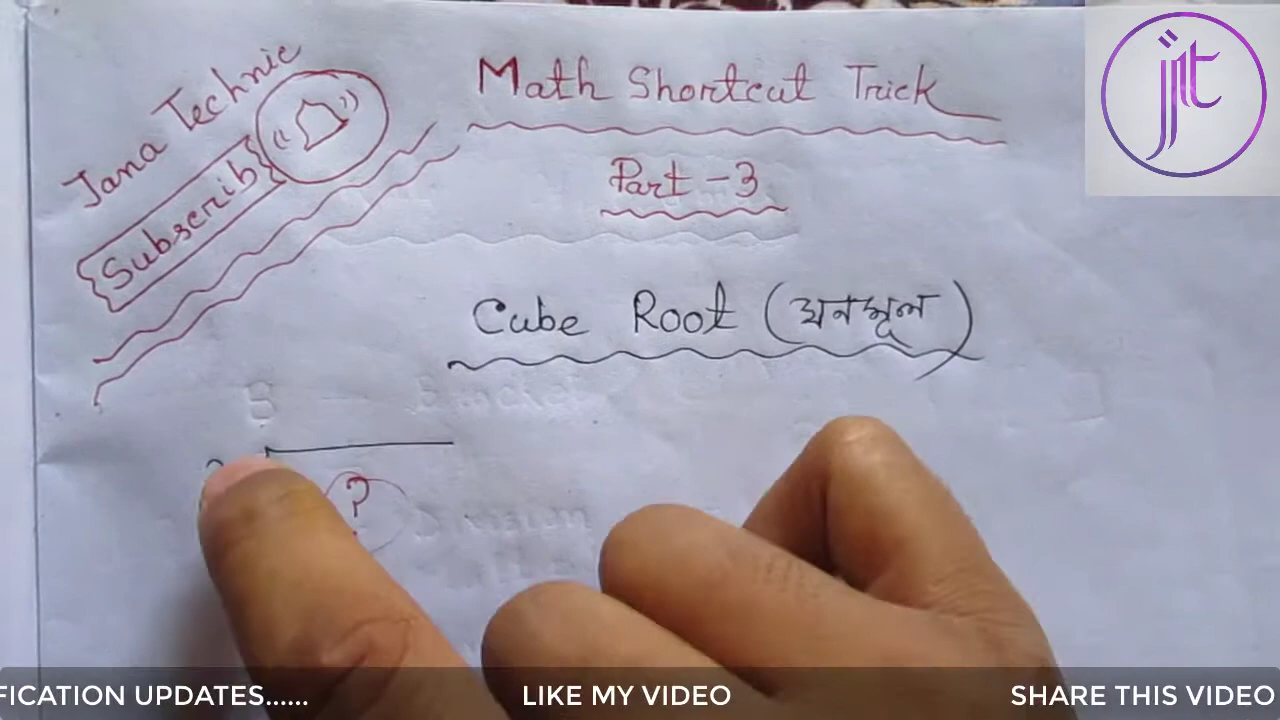 Jana Technic
Subscrib
Math Shortcut Trick
Part - 3
Cube Root (ঘনমূল)
?
jt
FICATION UPDATES...... LIKE MY VIDEO SHARE THIS VIDEO